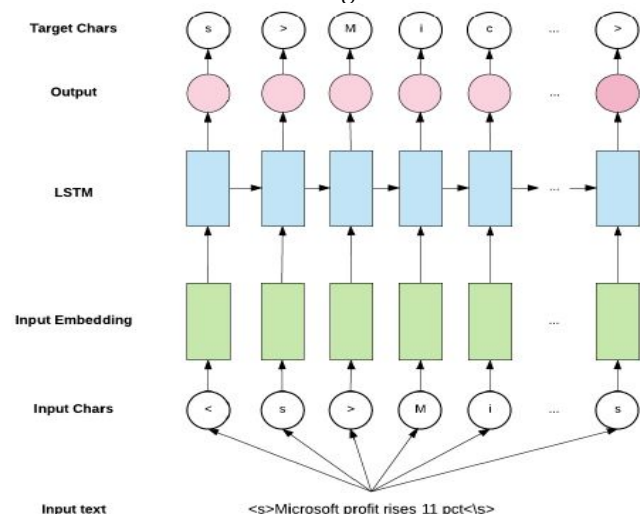 Target Chars s > M i c ... >
Output ...
LSTM ...
Input Embedding ...
Input Chars < s > M i ... s
Input text <s>Microsoft profit rises 11 pct<\s>